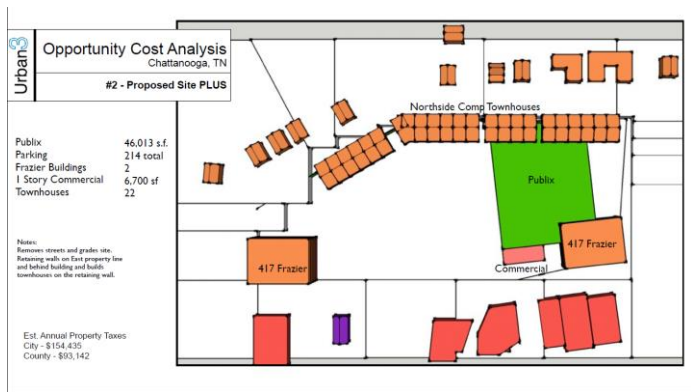 Urban3
Opportunity Cost Analysis
Chattanooga, TN
#2 - Proposed Site PLUS
Publix 46,013 s.f.
Parking 214 total
Frazier Buildings 2
1 Story Commercial 6,700 sf
Townhouses 22
Notes:
Removes streets and grades site.
Retaining walls on East property line
and behind building and builds
townhouses on the retaining wall.
Est. Annual Property Taxes
City - $154,435
County - $93,142
Northside Comp Townhouses
Publix
417 Frazier
417 Frazier
Commercial